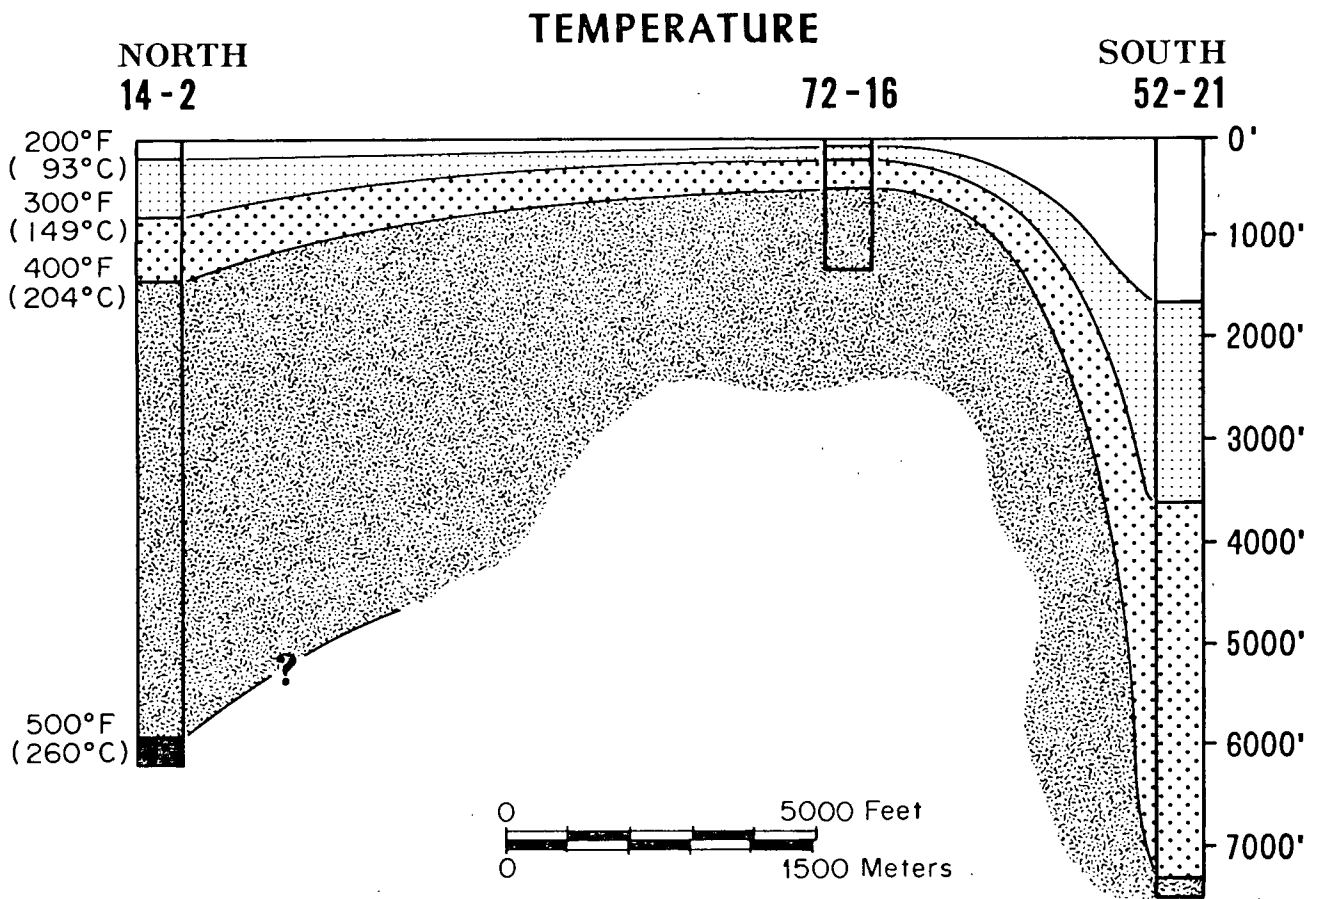 TEMPERATURE
NORTH
SOUTH
14-2
72-16
52-21
200°F
(93°C)
300°F
(149°C)
400°F
(204°C)
500°F
(260°C)
?
0'
1000'
2000'
3000'
4000'
5000'
6000'
7000'
0 5000 Feet
0 1500 Meters